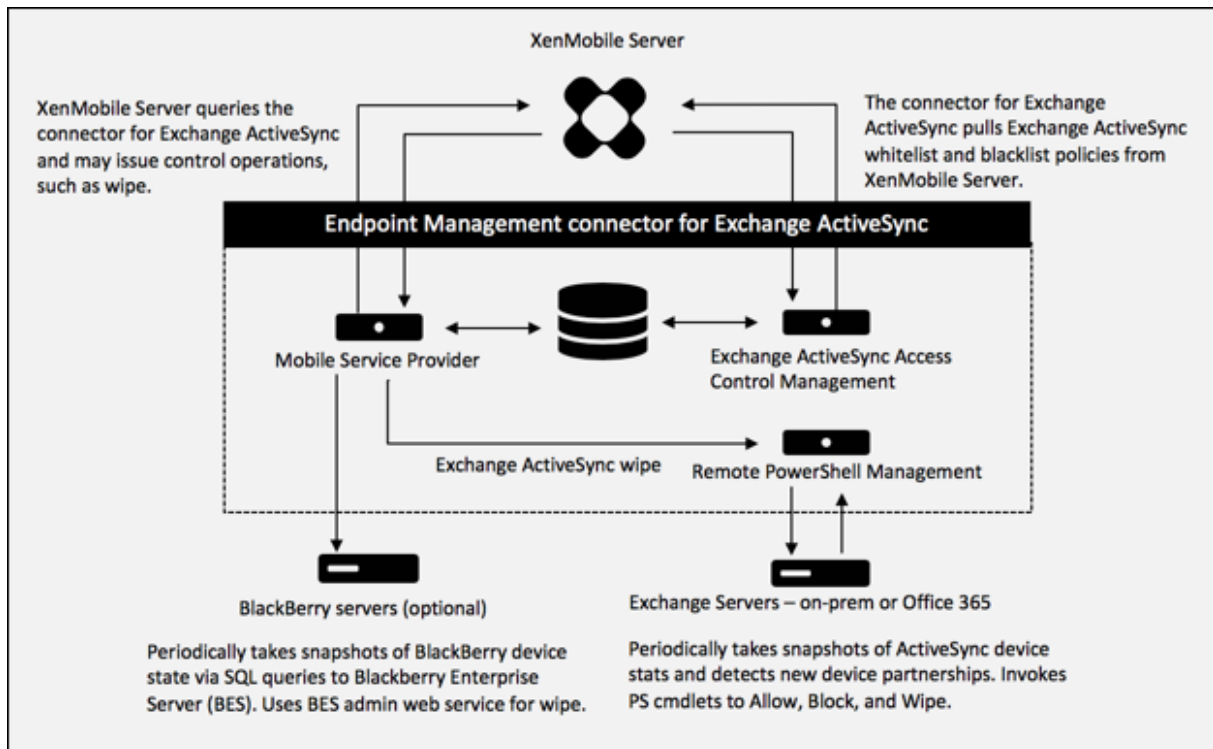 XenMobile Server
XenMobile Server queries the
connector for Exchange ActiveSync
and may issue control operations,
such as wipe.
The connector for Exchange
ActiveSync pulls Exchange ActiveSync
whitelist and blacklist policies from
XenMobile Server.
Endpoint Management connector for Exchange ActiveSync
Mobile Service Provider
Exchange ActiveSync Access
Control Management
Exchange ActiveSync wipe
Remote PowerShell Management
BlackBerry servers (optional)
Periodically takes snapshots of BlackBerry device
state via SQL queries to Blackberry Enterprise
Server (BES). Uses BES admin web service for wipe.
Exchange Servers – on-prem or Office 365
Periodically takes snapshots of ActiveSync device
stats and detects new device partnerships. Invokes
PS cmdlets to Allow, Block, and Wipe.